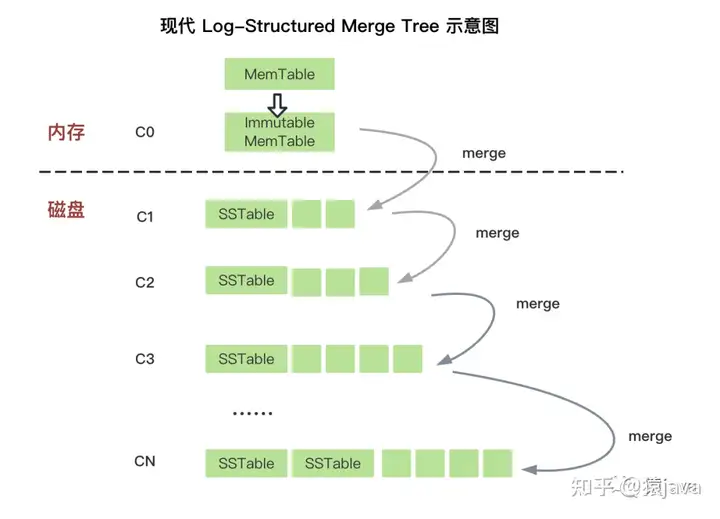 现代 Log-Structured Merge Tree 示意图
MemTable
内存
C0
Immutable
MemTable
merge
磁盘
C1
SSTable
merge
C2
SSTable
merge
C3
SSTable
......
merge
CN
SSTable
SSTable
知乎 @猿java